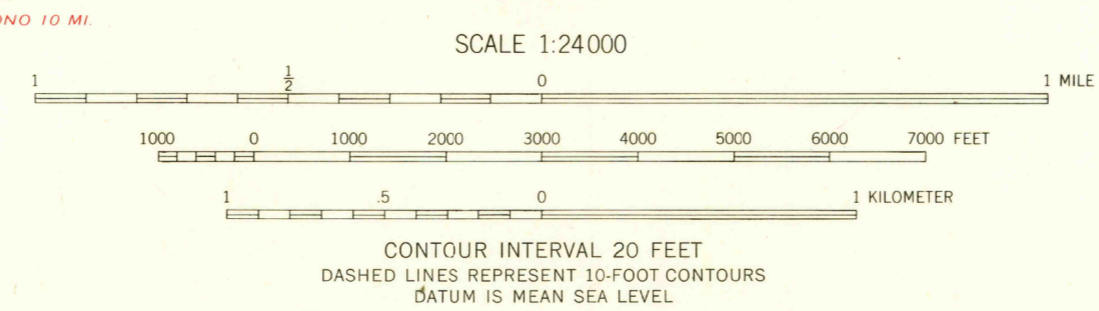 10 MI.
SCALE 1:24000
1 ½ 0 1 MILE
1000 0 1000 2000 3000 4000 5000 6000 7000 FEET
1 .5 0 1 KILOMETER
CONTOUR INTERVAL 20 FEET
DASHED LINES REPRESENT 10-FOOT CONTOURS
DATUM IS MEAN SEA LEVEL